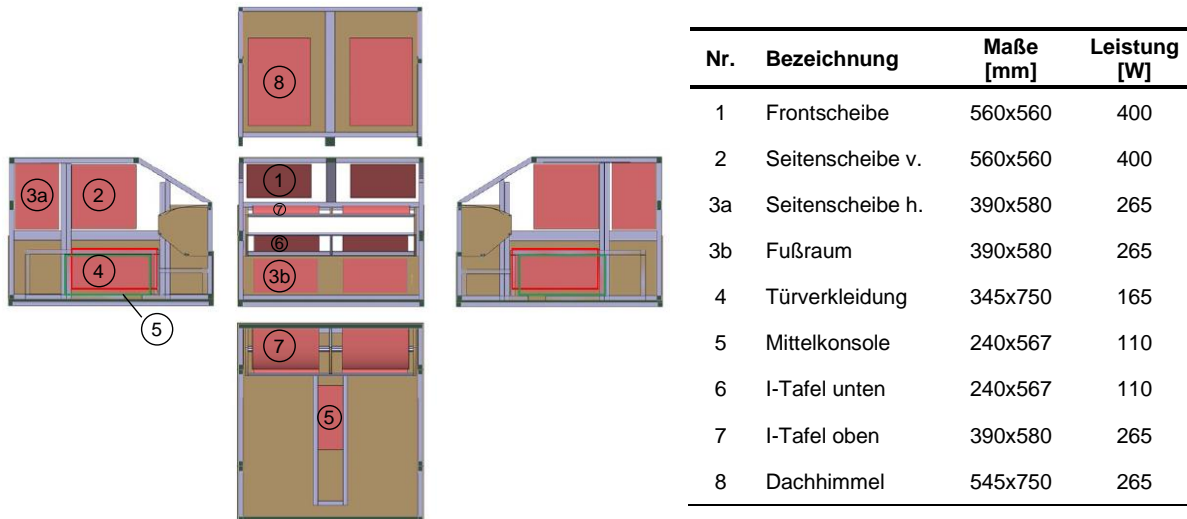 8
3a
2
4
5
1
7
6
3b
7
5
Nr. Bezeichnung Maße [mm] Leistung [W]
1 Frontscheibe 560x560 400
2 Seitenscheibe v. 560x560 400
3a Seitenscheibe h. 390x580 265
3b Fußraum 390x580 265
4 Türverkleidung 345x750 165
5 Mittelkonsole 240x567 110
6 I-Tafel unten 240x567 110
7 I-Tafel oben 390x580 265
8 Dachhimmel 545x750 265